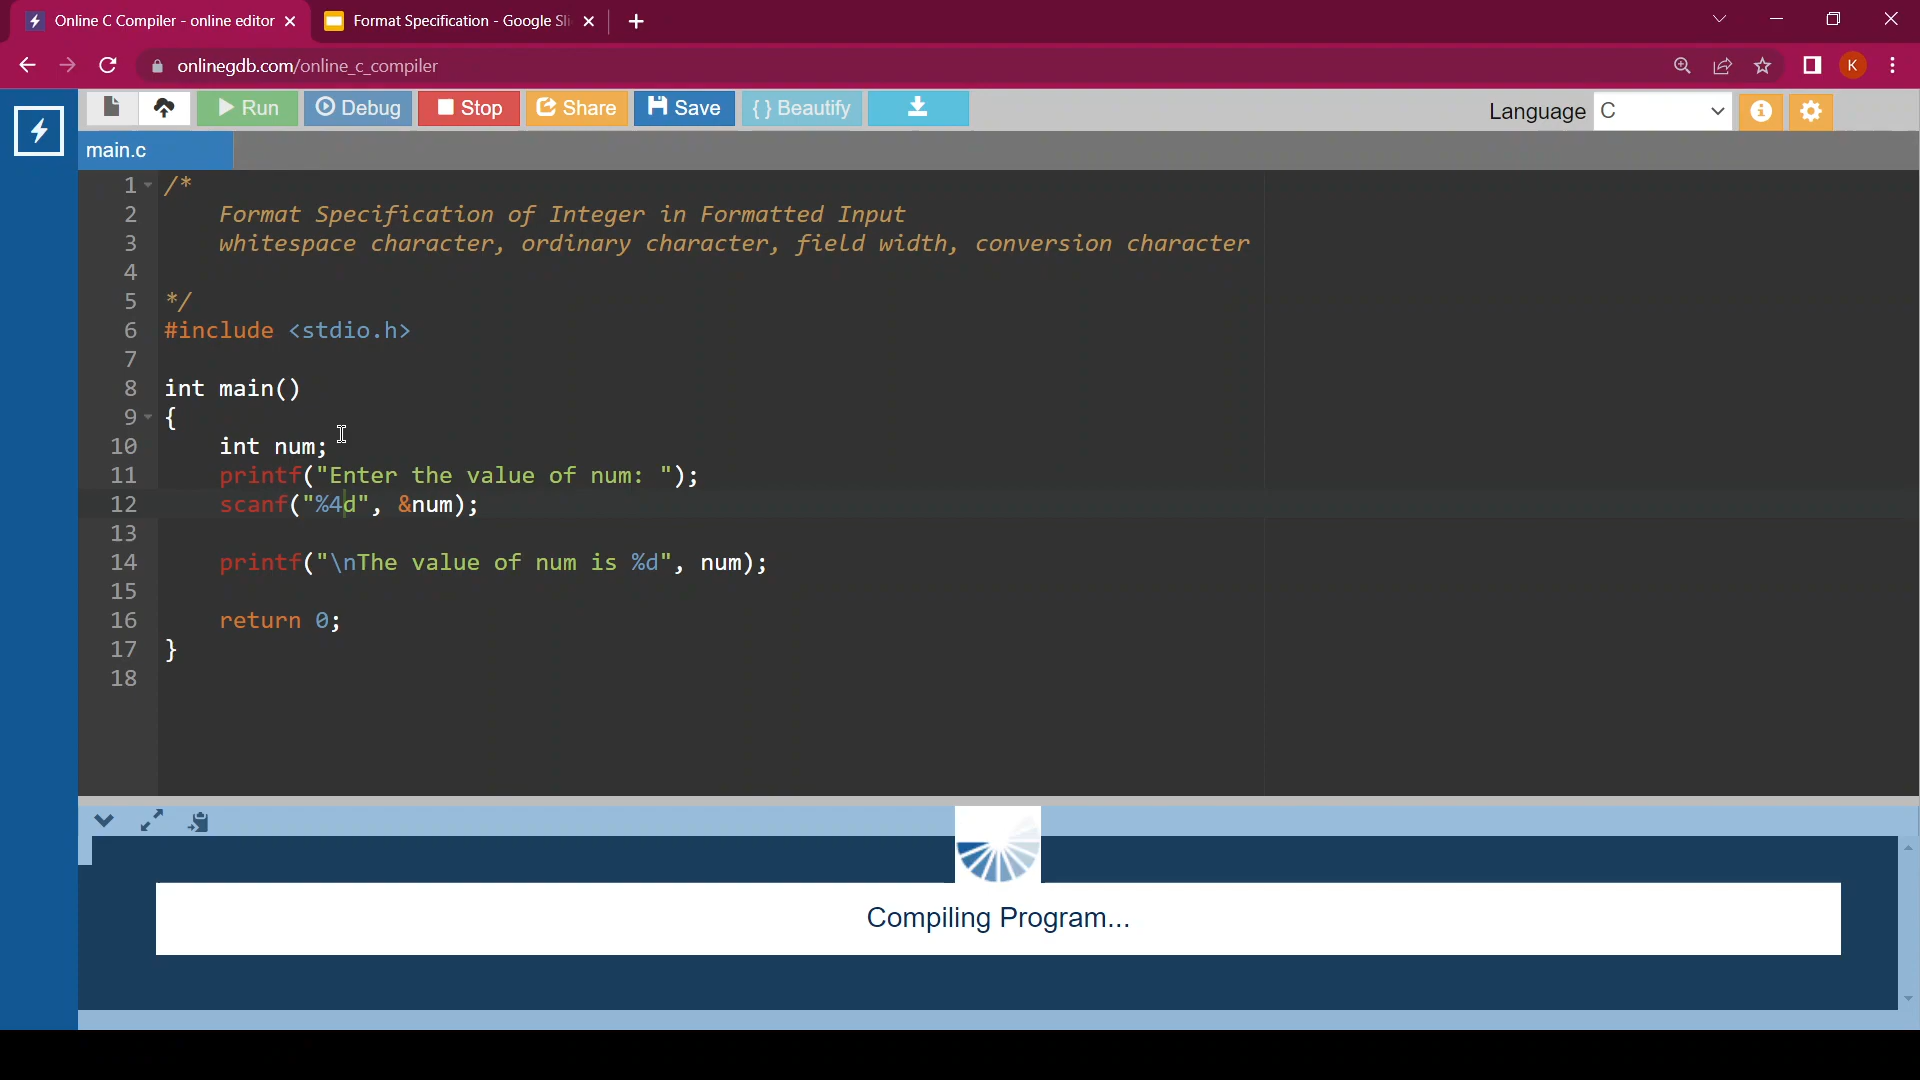 Online C Compiler - online editor
Format Specification - Google Sli
onlinegdb.com/online_c_compiler
K
Run
Debug
Stop
Share
Save
{ } Beautify
Language
C
main.c
1 /*
2 Format Specification of Integer in Formatted Input
3 whitespace character, ordinary character, field width, conversion character
4
5 */
6 #include <stdio.h>
7
8 int main()
9 {
10 int num;
11 printf("Enter the value of num: ");
12 scanf("%4d", &num);
13
14 printf("\nThe value of num is %d", num);
15
16 return 0;
17 }
18
Compiling Program...